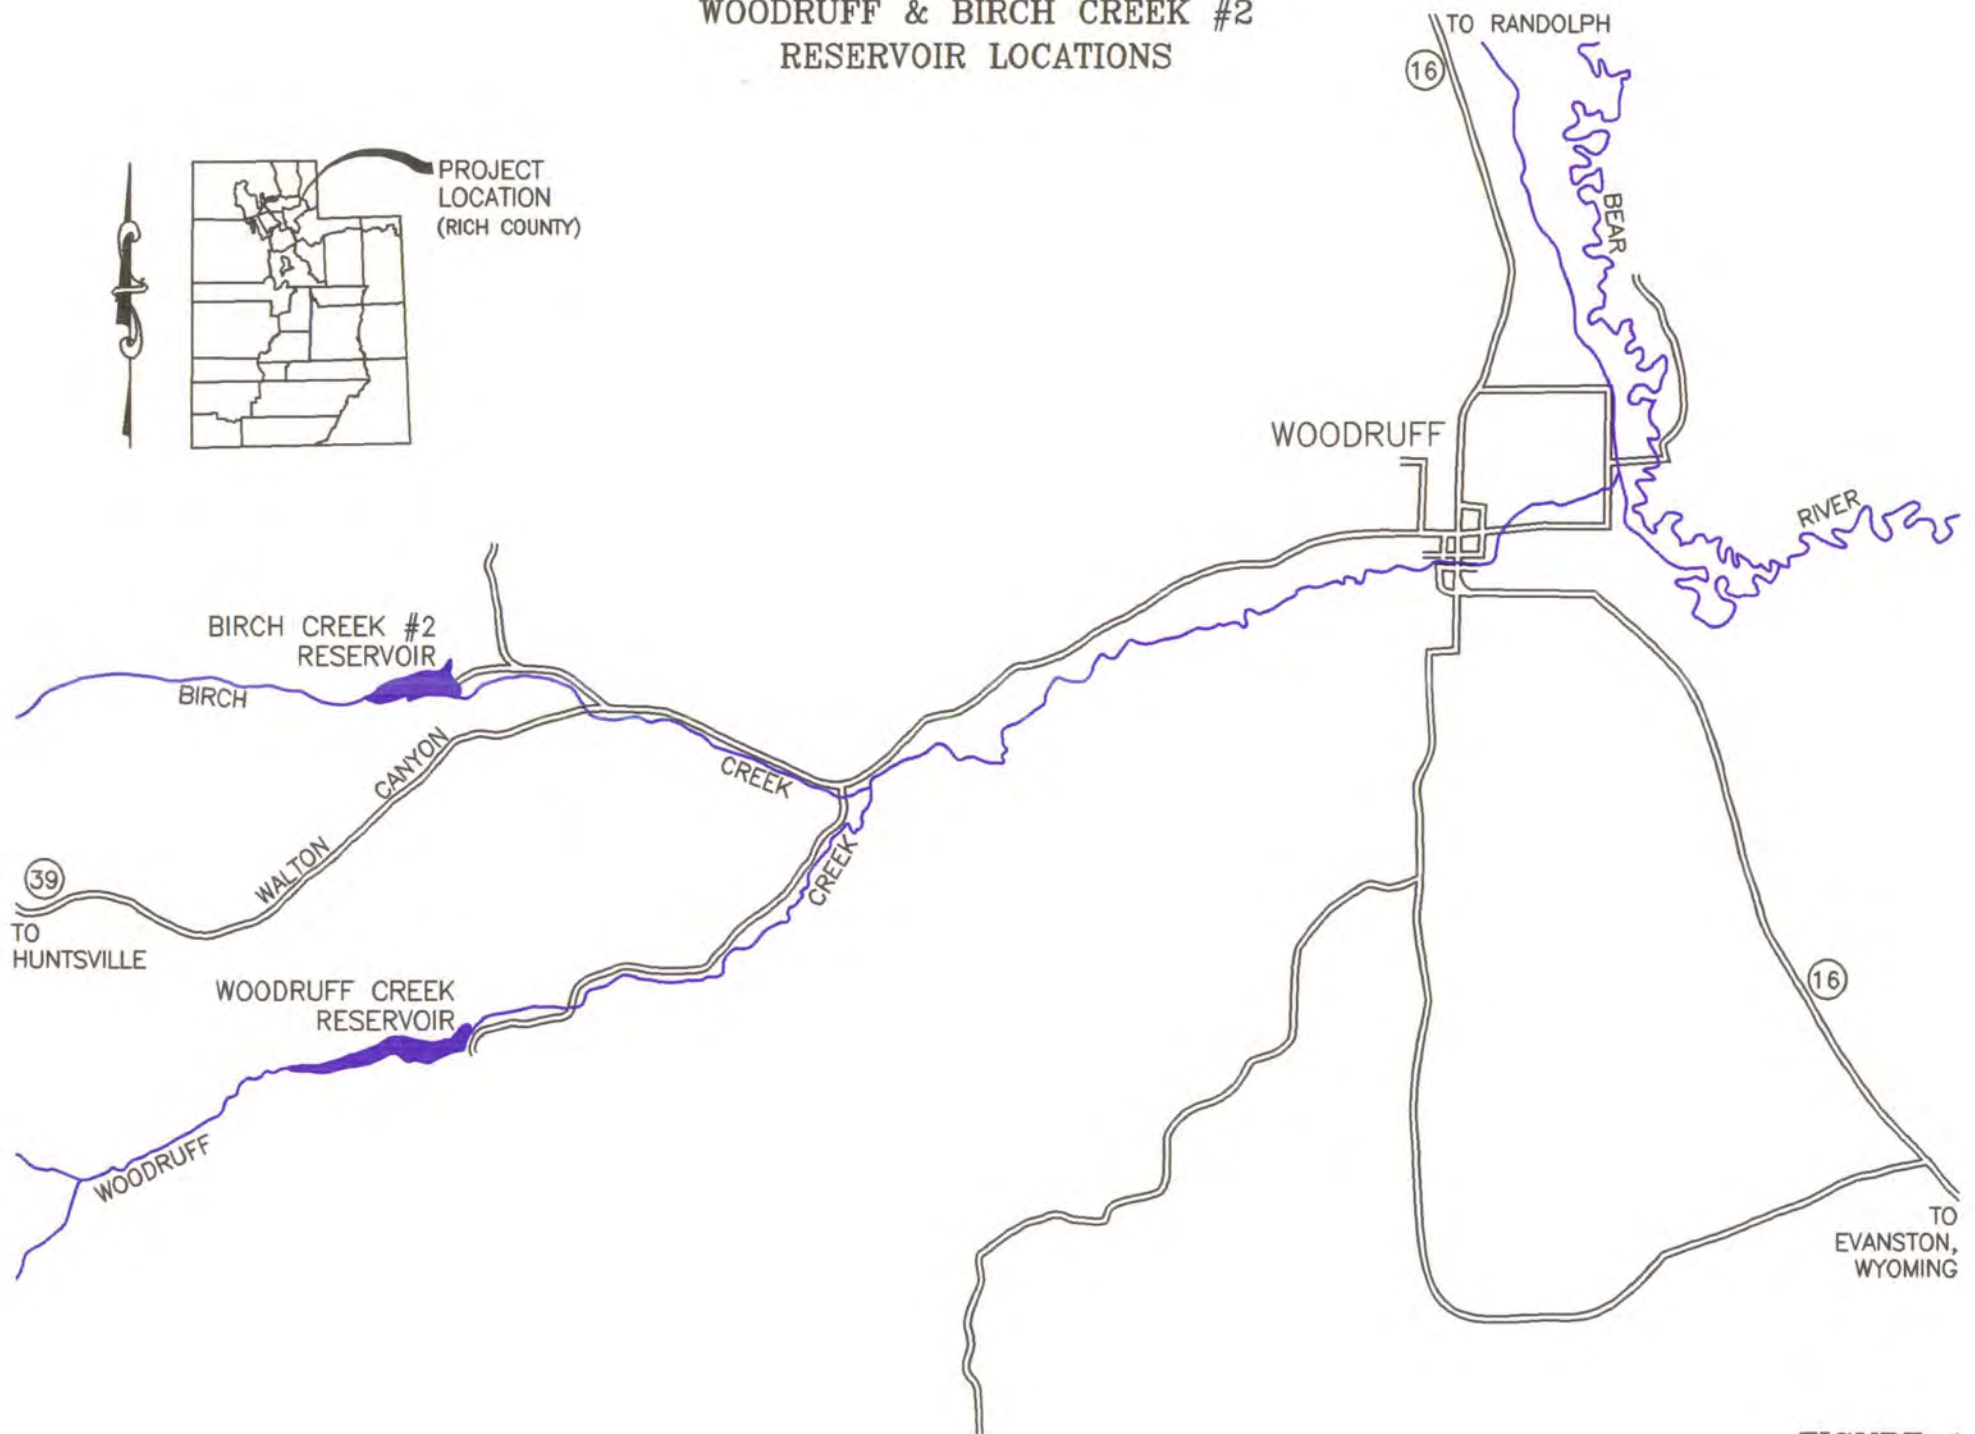 WOODRUFF & BIRCH CREEK #2
RESERVOIR LOCATIONS
TO RANDOLPH
16
PROJECT
LOCATION
(RICH COUNTY)
BEAR
WOODRUFF
RIVER
BIRCH CREEK #2
RESERVOIR
BIRCH
CANYON
CREEK
WALTON
CREEK
39
TO
HUNTSVILLE
WOODRUFF CREEK
RESERVOIR
16
WOODRUFF
TO
EVANSTON,
WYOMING